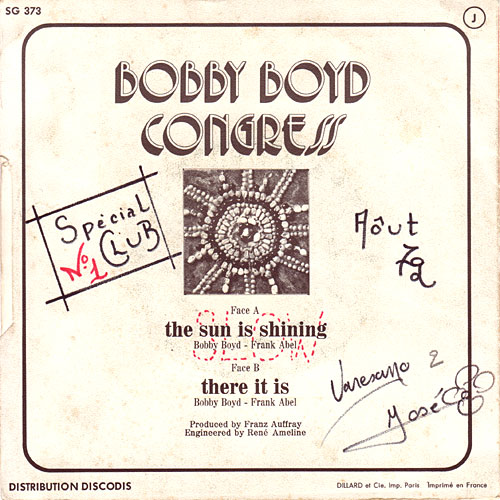 SG 373
J
BOBBY BOYD
CONGRESS
Spécial
CLUB
N° 1
Août
72
Face A
the sun is shining
SLOW
Bobby Boyd - Frank Abel
Face B
there it is
Bobby Boyd - Frank Abel
Produced by Franz Auffray
Engineered by René Ameline
José
DISTRIBUTION DISCODIS
DILLARD et Cie, Imp. Paris Imprimé en France